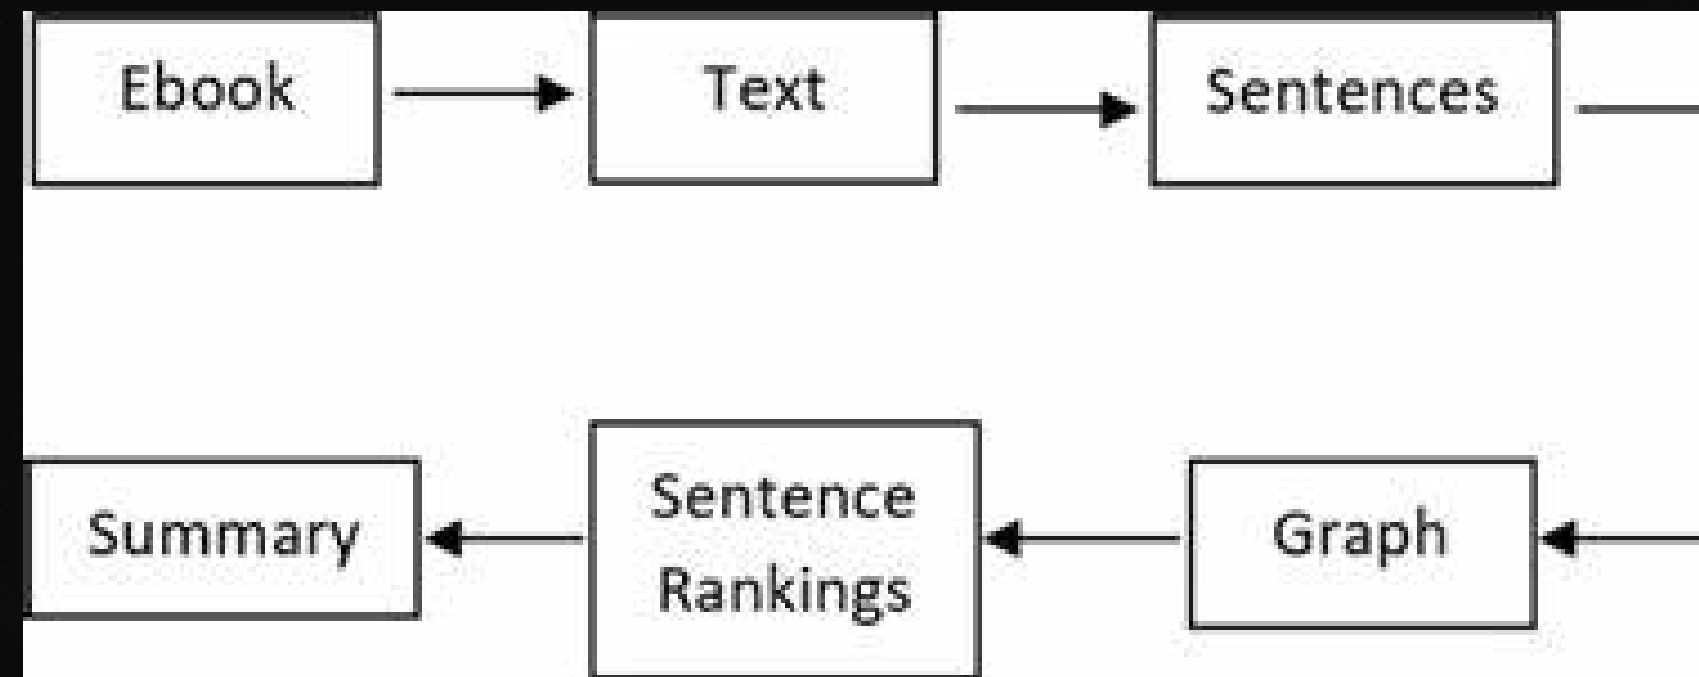 Ebook
Text
Sentences
Summary
Sentence
Rankings
Graph